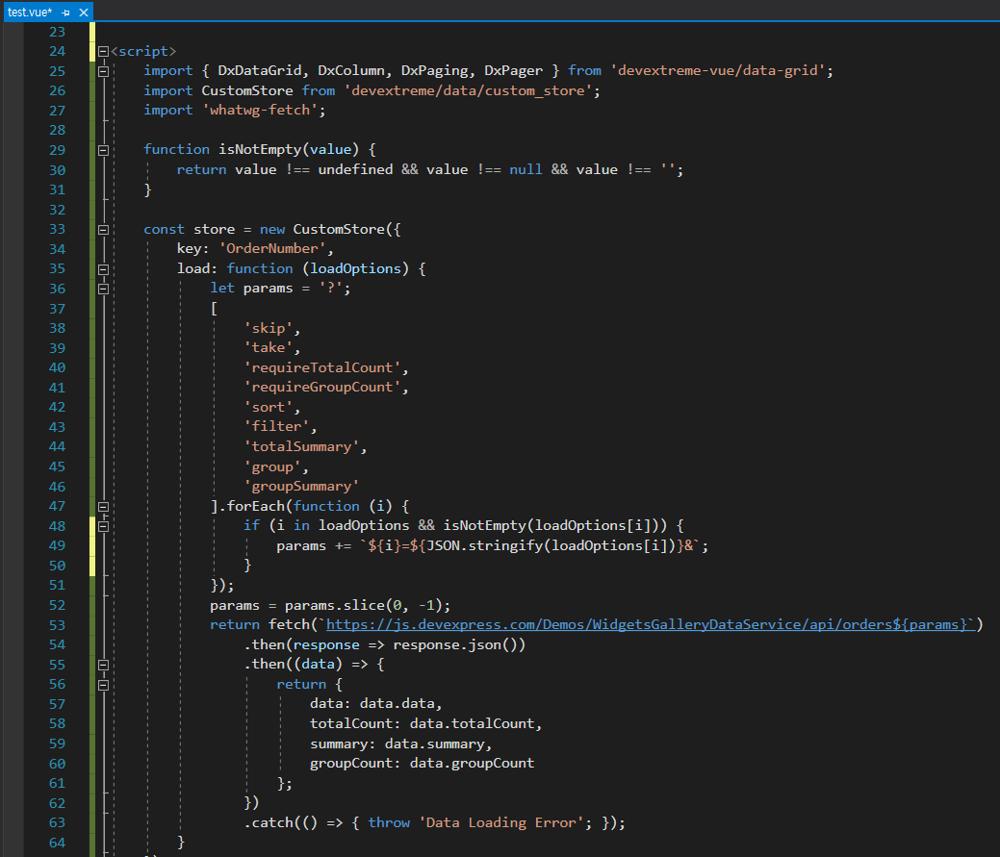 test.vue*
23
24 <script>
25 import { DxDataGrid, DxColumn, DxPaging, DxPager } from 'devextreme-vue/data-grid';
26 import CustomStore from 'devextreme/data/custom_store';
27 import 'whatwg-fetch';
28
29 function isNotEmpty(value) {
30 return value !== undefined && value !== null && value !== '';
31 }
32
33 const store = new CustomStore({
34 key: 'OrderNumber',
35 load: function (loadOptions) {
36 let params = '?';
37 [
38 'skip',
39 'take',
40 'requireTotalCount',
41 'requireGroupCount',
42 'sort',
43 'filter',
44 'totalSummary',
45 'group',
46 'groupSummary'
47 ].forEach(function (i) {
48 if (i in loadOptions && isNotEmpty(loadOptions[i])) {
49 params += `${i}=${JSON.stringify(loadOptions[i])}&`;
50 }
51 });
52 params = params.slice(0, -1);
53 return fetch(`https://js.devexpress.com/Demos/WidgetsGalleryDataService/api/orders${params}`)
54 .then(response => response.json())
55 .then((data) => {
56 return {
57 data: data.data,
58 totalCount: data.totalCount,
59 summary: data.summary,
60 groupCount: data.groupCount
61 };
62 })
63 .catch(() => { throw 'Data Loading Error'; });
64 }